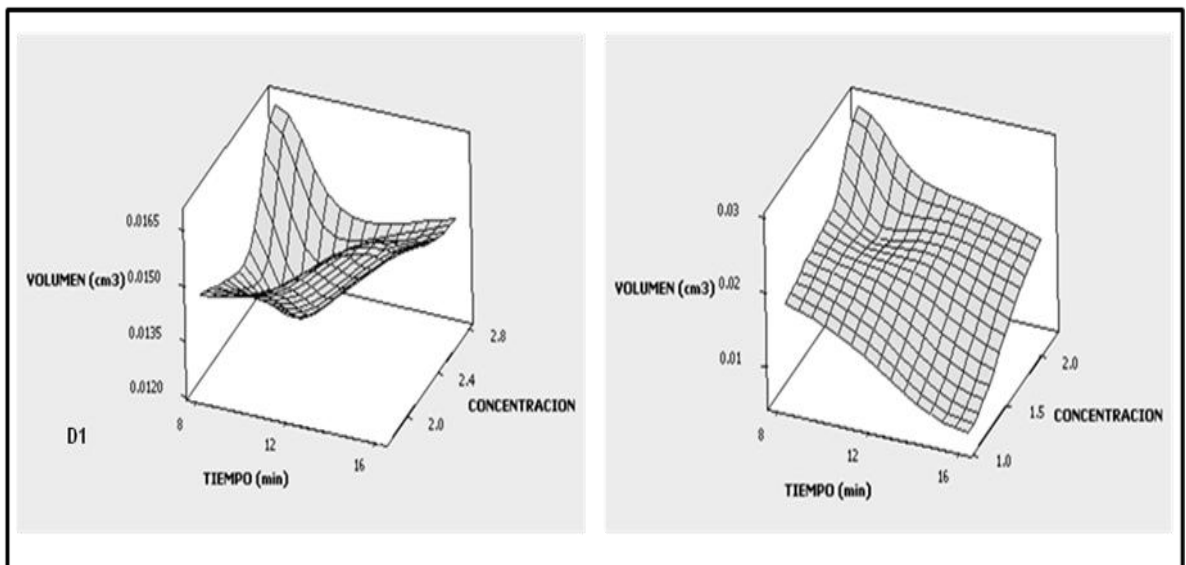 0.0165
VOLUMEN (cm3) 0.0150
0.0135
0.0120
8
12
16
TIEMPO (min)
2.0
2.4
2.8
CONCENTRACION
D1
0.03
VOLUMEN (cm3)
0.02
0.01
8
12
16
TIEMPO (min)
1.0
1.5
2.0
CONCENTRACION